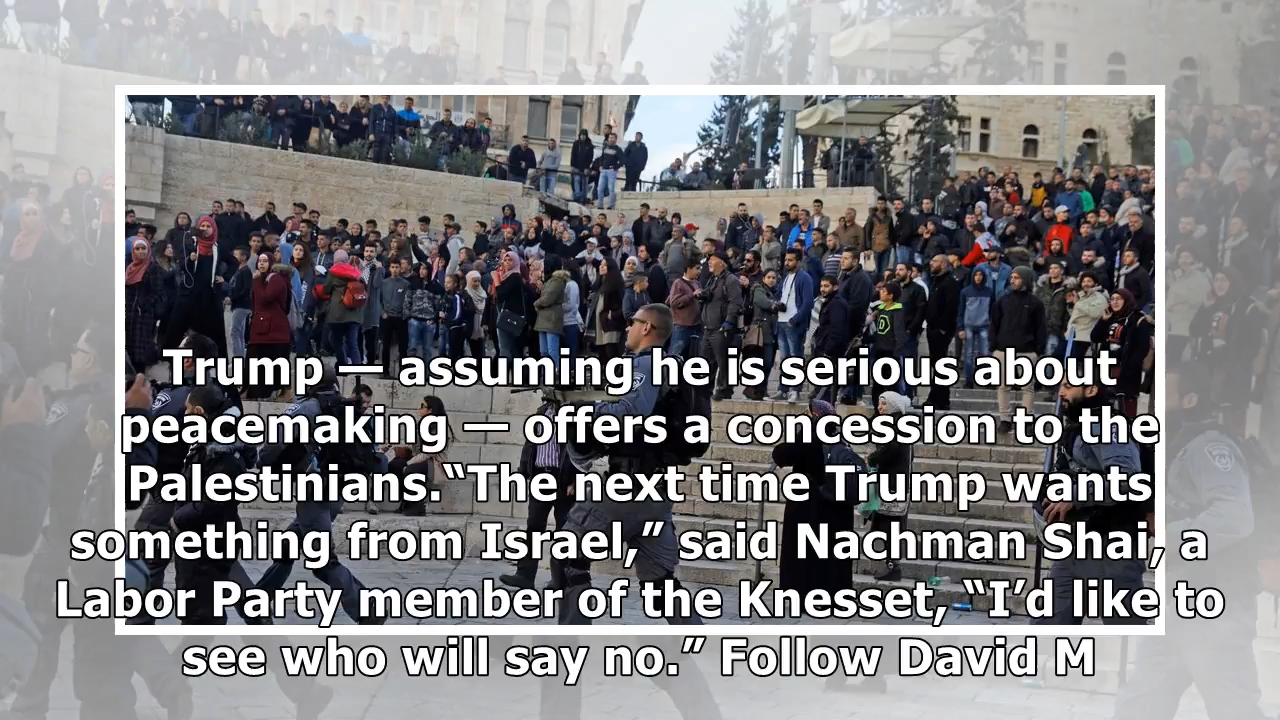 Trump — assuming he is serious about
peacemaking — offers a concession to the
Palestinians.“The next time Trump wants
something from Israel,” said Nachman Shai, a
Labor Party member of the Knesset, “I’d like to
see who will say no.” Follow David M